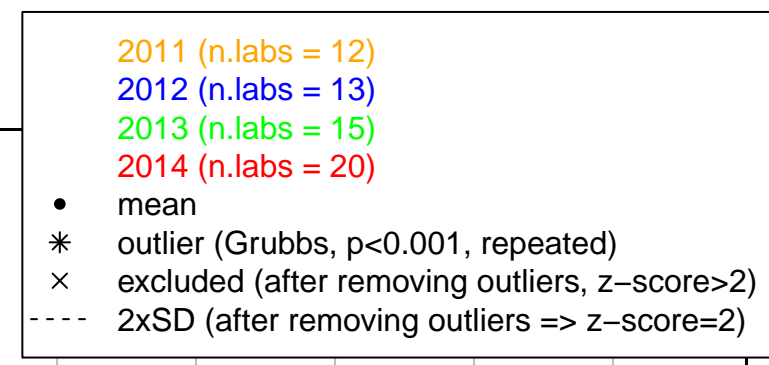 2011 (n.labs = 12)
2012 (n.labs = 13)
2013 (n.labs = 15)
2014 (n.labs = 20)
mean
outlier (Grubbs, p<0.001, repeated)
excluded (after removing outliers, z−score>2)
2xSD (after removing outliers => z−score=2)